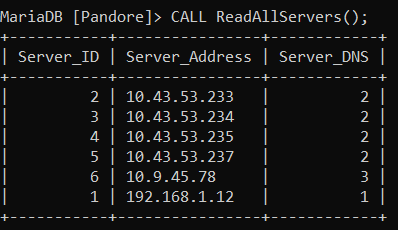 MariaDB [Pandore]> CALL ReadAllServers();
+-----------+----------------+------------+
| Server_ID | Server_Address | Server_DNS |
+-----------+----------------+------------+
|         2 | 10.43.53.233   |          2 |
|         3 | 10.43.53.234   |          2 |
|         4 | 10.43.53.235   |          2 |
|         5 | 10.43.53.237   |          2 |
|         6 | 10.9.45.78     |          3 |
|         1 | 192.168.1.12   |          1 |
+-----------+----------------+------------+